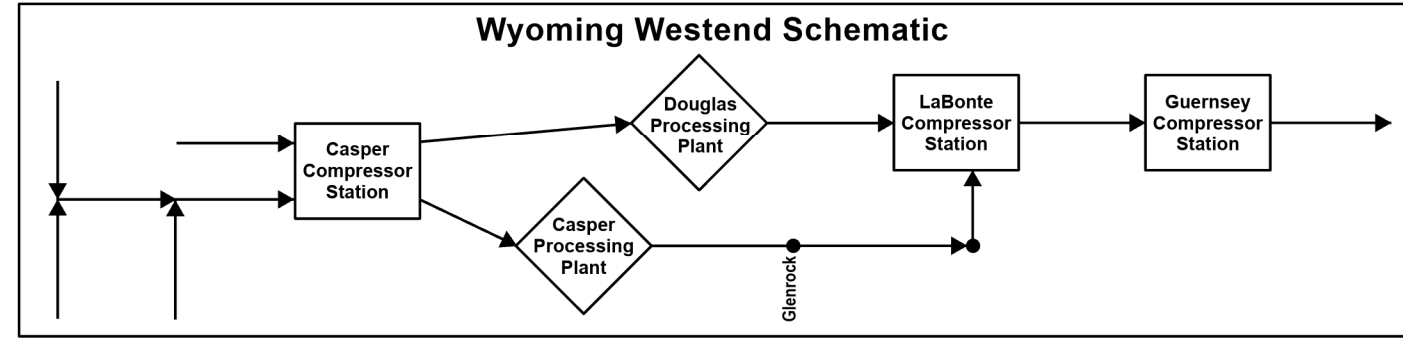 Wyoming Westend Schematic
Douglas
Processing
Plant
LaBonte
Compressor
Station
Guernsey
Compressor
Station
Casper
Compressor
Station
Casper
Processing
Plant
Glenrock